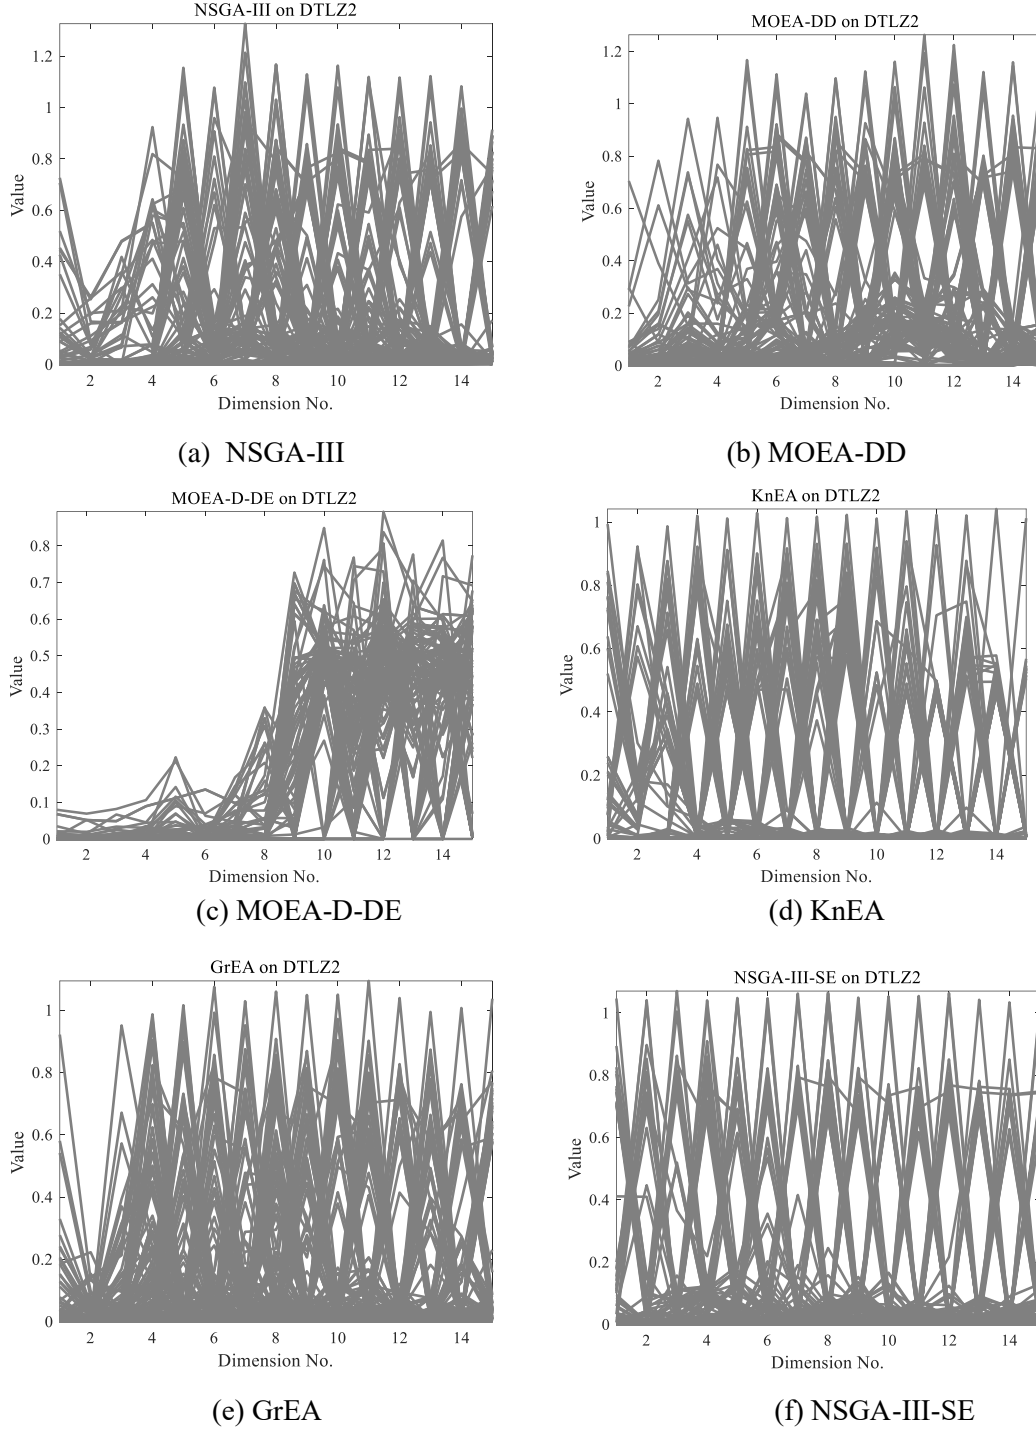 NSGA-III on DTLZ2
1.2
1
0.8
0.6
0.4
0.2
0
Value
2 4 6 8 10 12 14
Dimension No.
(a) NSGA-III
MOEA-DD on DTLZ2
1.2
1
0.8
0.6
0.4
0.2
0
Value
2 4 6 8 10 12 14
Dimension No.
(b) MOEA-DD
MOEA-D-DE on DTLZ2
0.8
0.7
0.6
0.5
0.4
0.3
0.2
0.1
0
Value
2 4 6 8 10 12 14
Dimension No.
(c) MOEA-D-DE
KnEA on DTLZ2
1
0.8
0.6
0.4
0.2
0
Value
2 4 6 8 10 12 14
Dimension No.
(d) KnEA
GrEA on DTLZ2
1
0.8
0.6
0.4
0.2
0
Value
2 4 6 8 10 12 14
Dimension No.
(e) GrEA
NSGA-III-SE on DTLZ2
1
0.8
0.6
0.4
0.2
0
Value
2 4 6 8 10 12 14
Dimension No.
(f) NSGA-III-SE